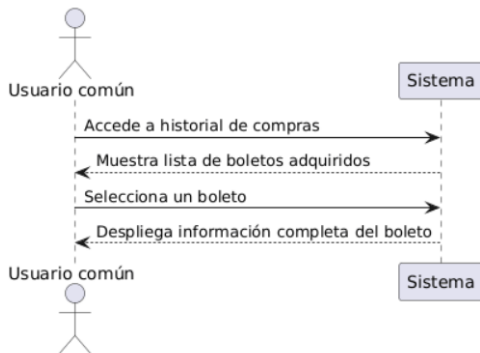 Usuario común
Sistema
Accede a historial de compras
Muestra lista de boletos adquiridos
Selecciona un boleto
Despliega información completa del boleto
Usuario común
Sistema